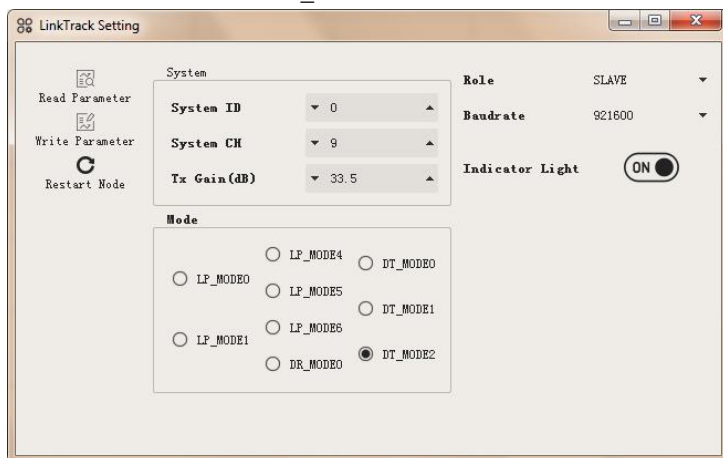 LinkTrack Setting
Read Parameter
Write Parameter
Restart Node
System
System ID 0
System CH 9
Tx Gain(dB) 33.5
Role SLAVE
Baudrate 921600
Indicator Light ON
Mode
LP_MODE0
LP_MODE1
LP_MODE4
LP_MODE5
LP_MODE6
DR_MODE0
DT_MODE0
DT_MODE1
DT_MODE2